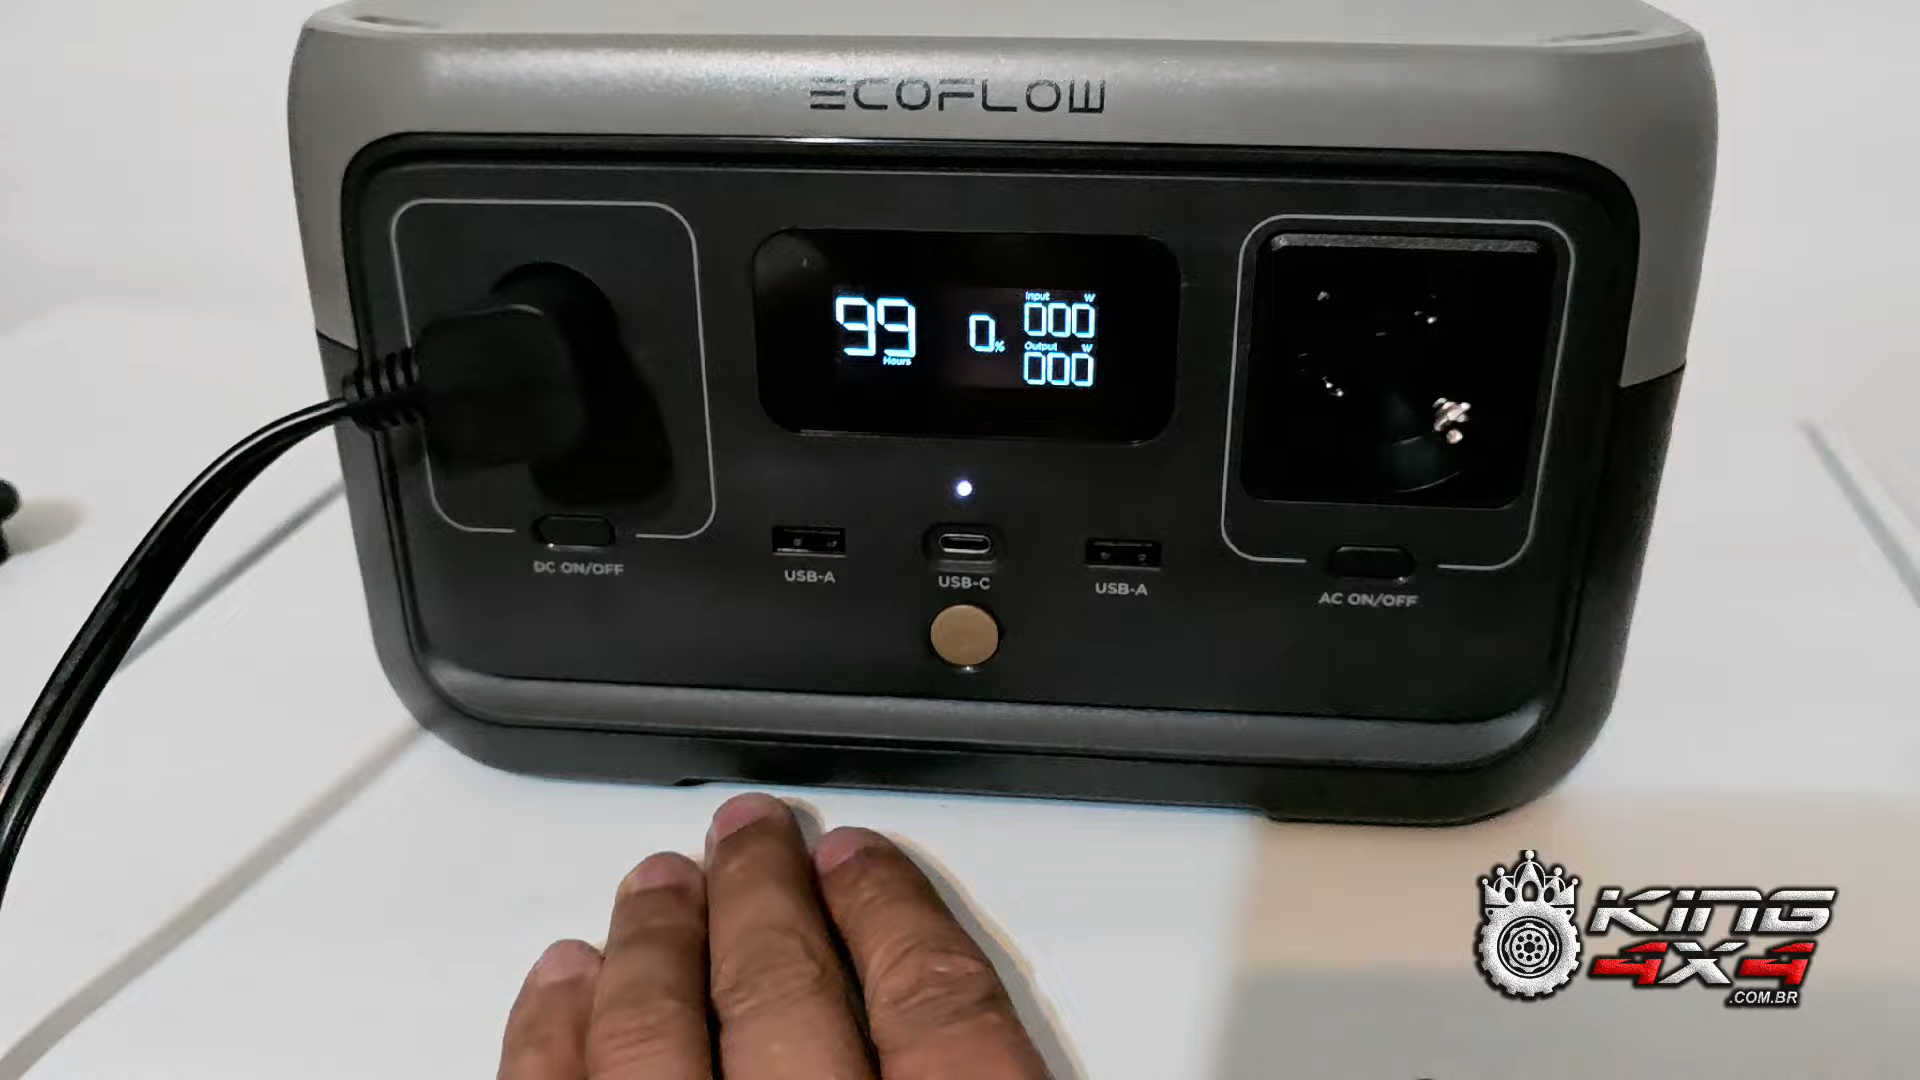 ECOFLOW
99
Hours
0%
Input W
000
Output W
000
DC ON/OFF
USB-A
USB-C
USB-A
AC ON/OFF
KING
4X4
.COM.BR